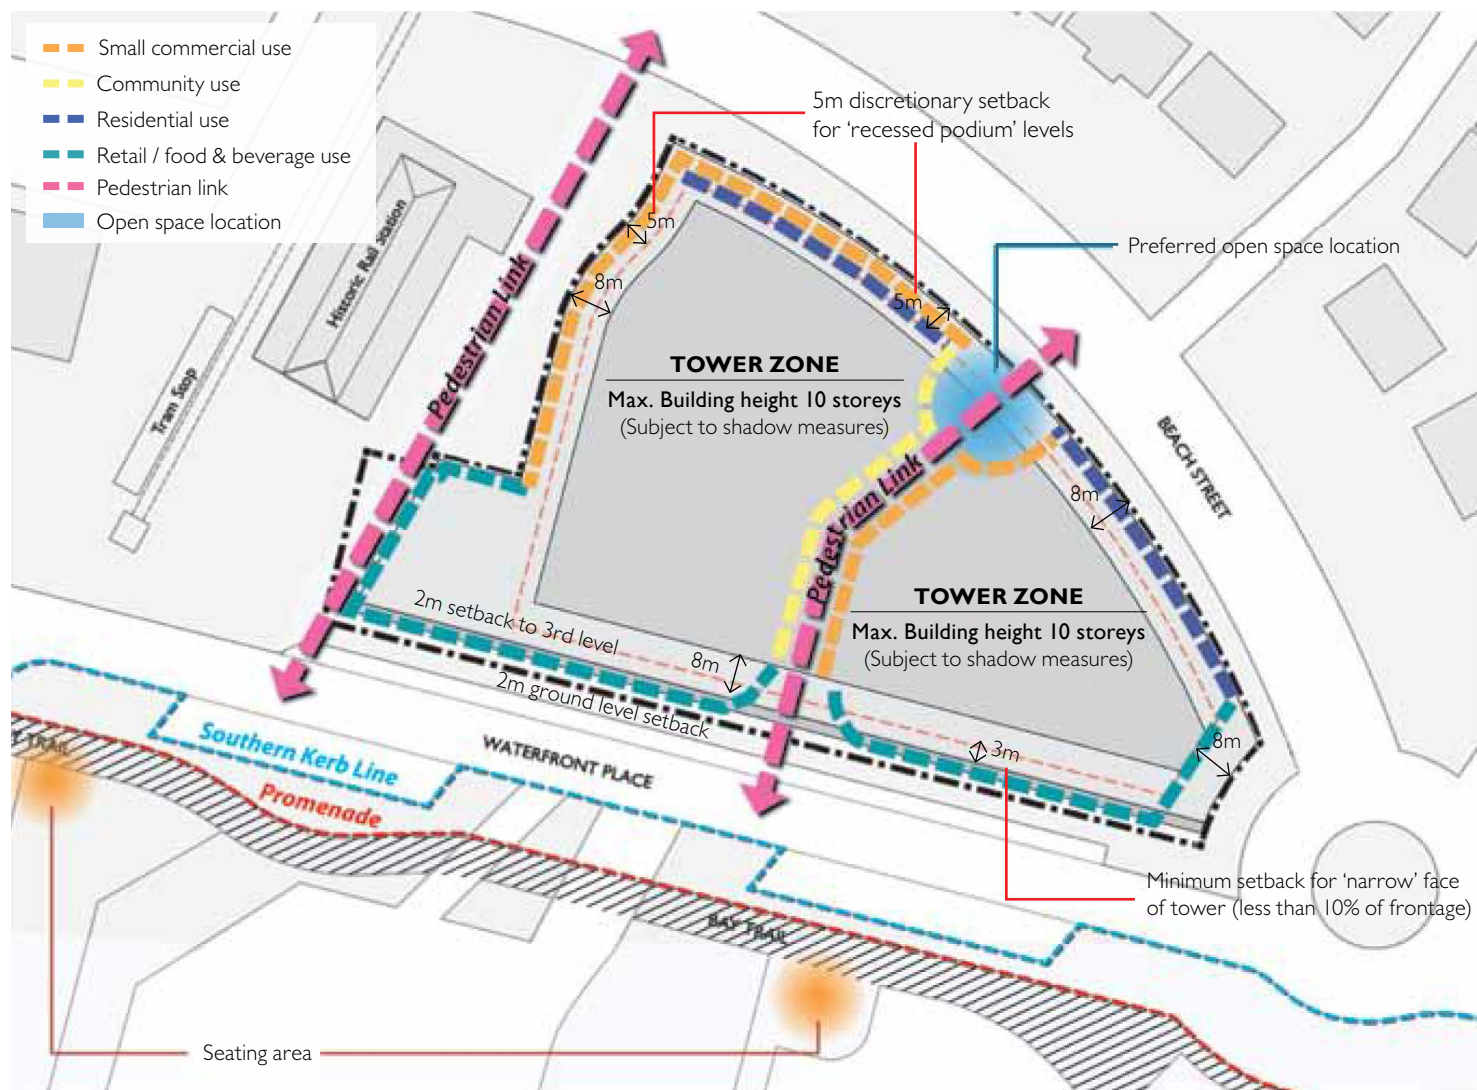 Small commercial use
Community use
Residential use
Retail / food & beverage use
Pedestrian link
Open space location
5m discretionary setback
for ‘recessed podium’ levels
Preferred open space location
Historic Rail Station
Tram Stop
Pedestrian Link
5m
8m
5m
TOWER ZONE
Max. Building height 10 storeys
(Subject to shadow measures)
Pedestrian Link
Pedestrian Link
BEACH STREET
8m
TOWER ZONE
Max. Building height 10 storeys
(Subject to shadow measures)
2m setback to 3rd level
8m
2m ground level setback
8m
3m
Southern Kerb Line
WATERFRONT PLACE
Promenade
TRAIL
BAY TRAIL
Minimum setback for ‘narrow’ face
of tower (less than 10% of frontage)
Seating area